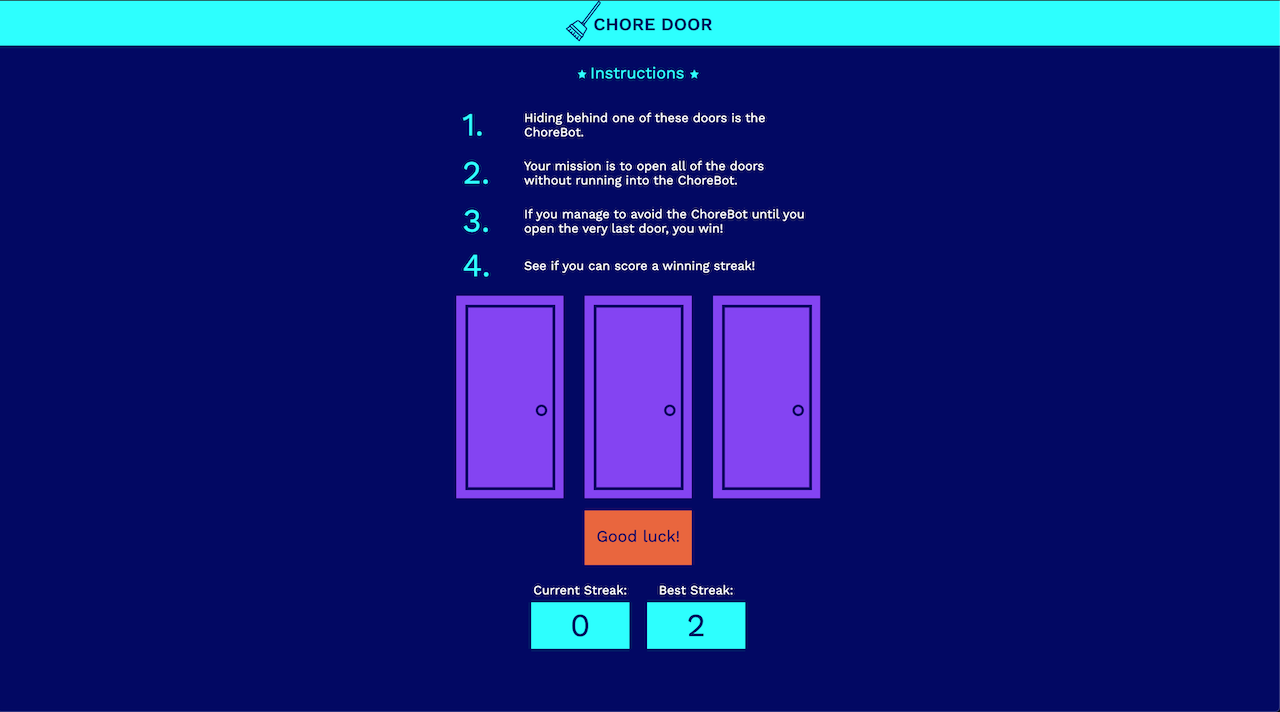 CHORE DOOR
Instructions
1.
Hiding behind one of these doors is the
ChoreBot.
2.
Your mission is to open all of the doors
without running into the ChoreBot.
3.
If you manage to avoid the ChoreBot until you
open the very last door, you win!
4.
See if you can score a winning streak!
Good luck!
Current Streak:
Best Streak:
0
2